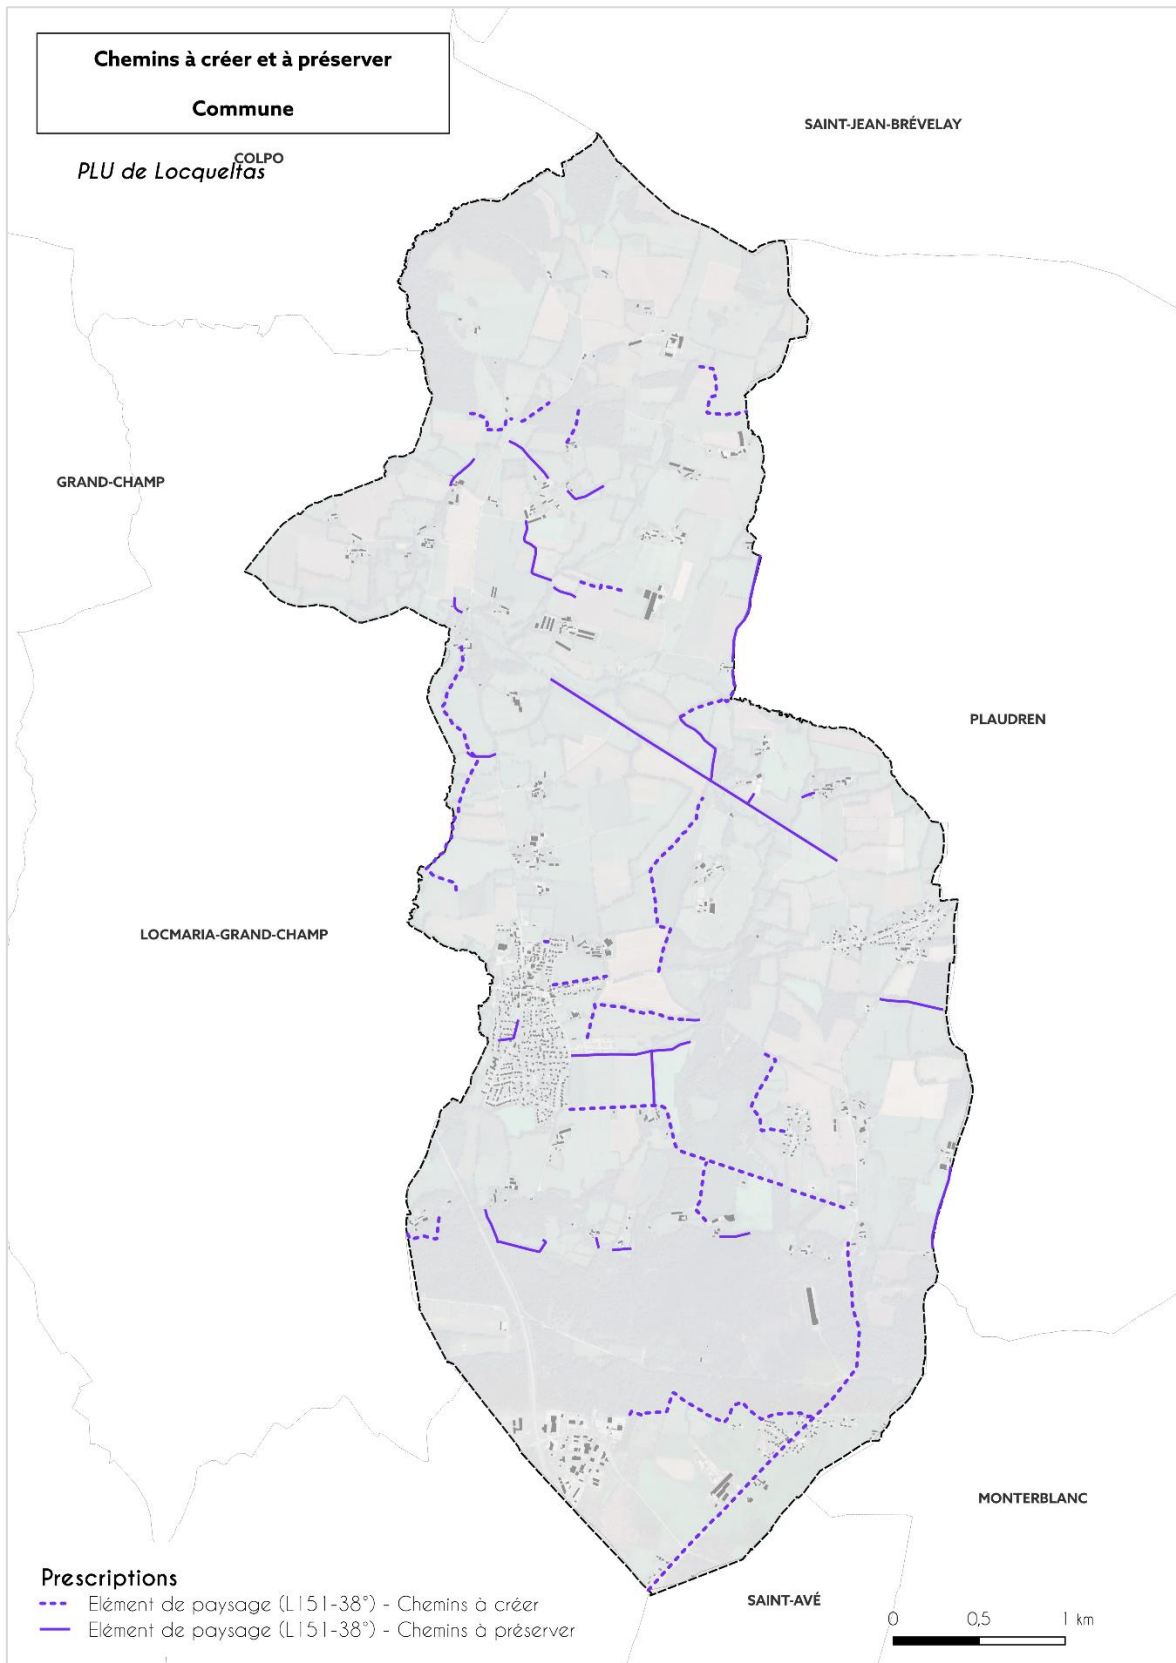 Chemins à créer et à préserver
Commune
SAINT-JEAN-BRÉVELAY
COLPO
PLU de Locqueltas
GRAND-CHAMP
PLAUDREN
LOCMARIA-GRAND-CHAMP
MONTERBLANC
Prescriptions
Elément de paysage (L151-38°) - Chemins à créer
Elément de paysage (L151-38°) - Chemins à préserver
SAINT-AVÉ
0 0,5 1 km